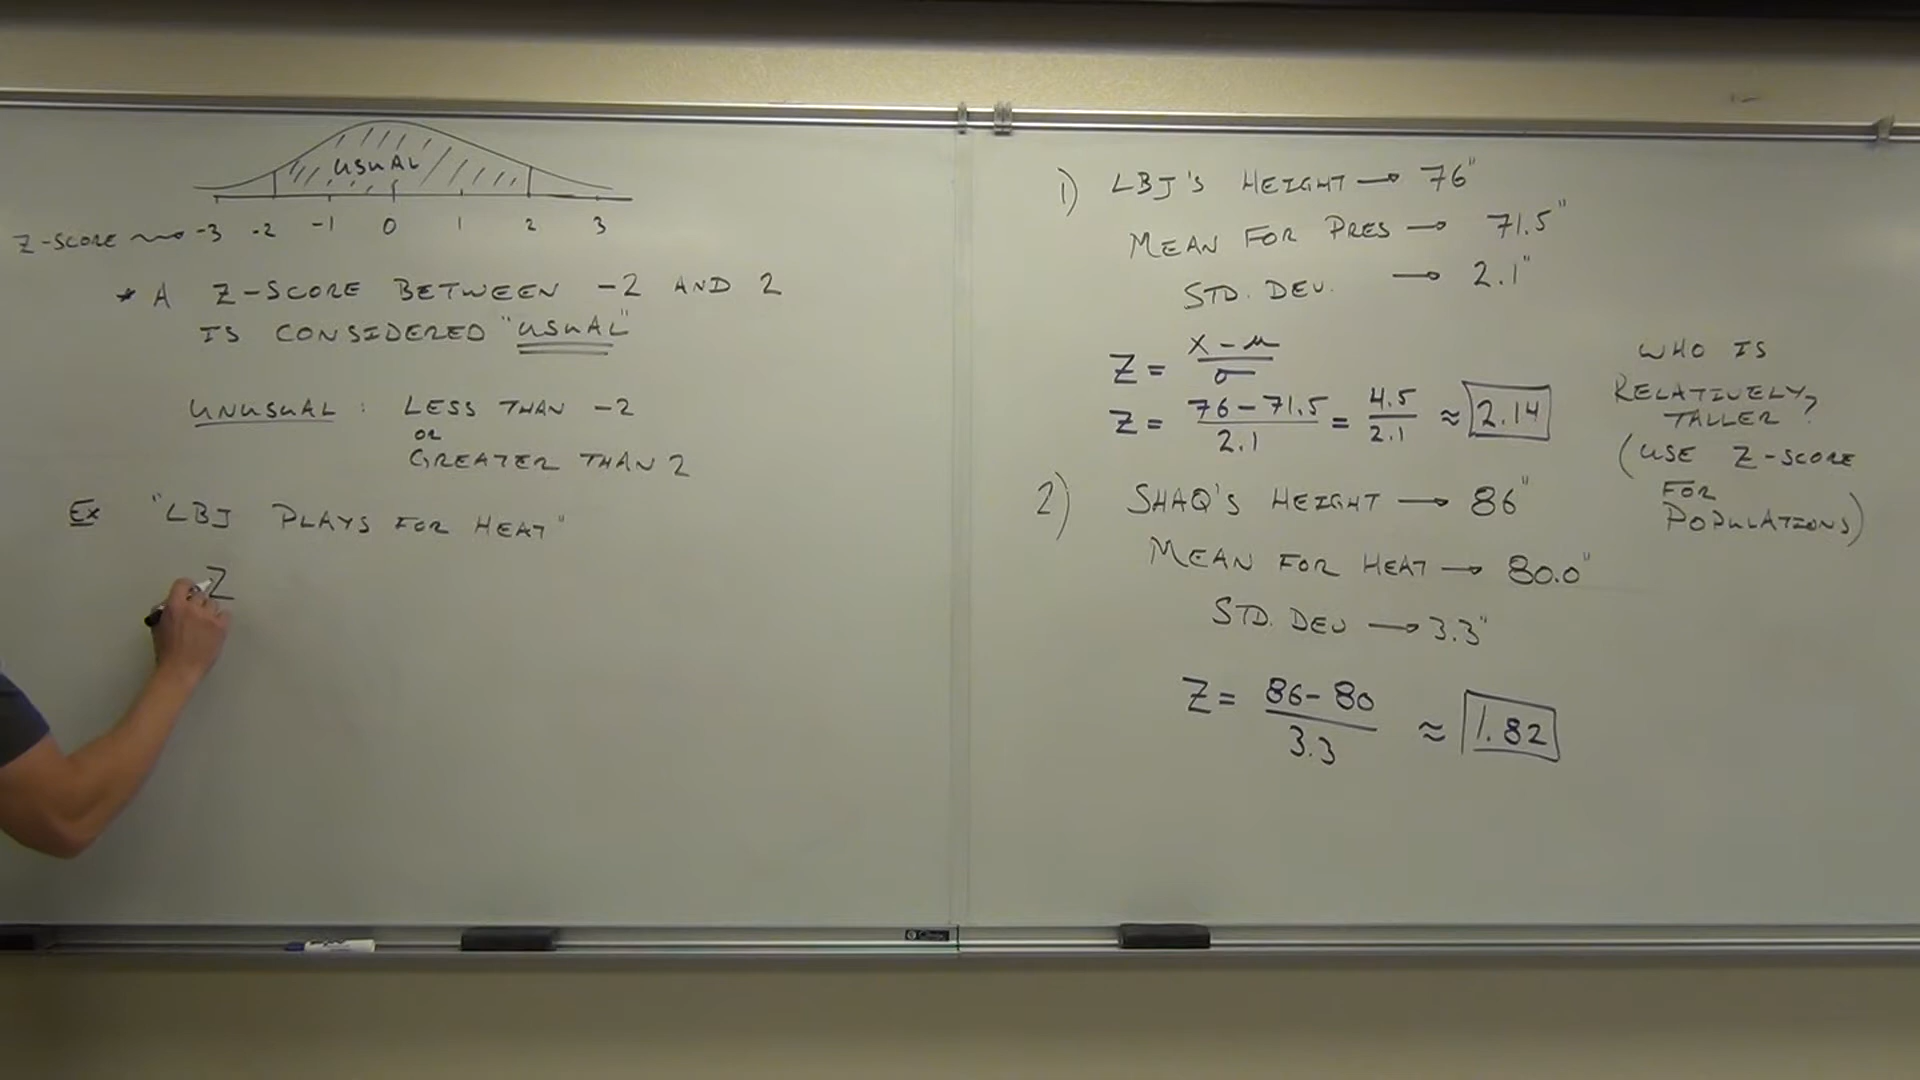 USUAL
Z-SCORE → -3 -2 -1 0 1 2 3
* A Z-SCORE BETWEEN -2 AND 2
IS CONSIDERED "USUAL"
UNUSUAL: LESS THAN -2
OR
GREATER THAN 2
EX "LBJ PLAYS FOR HEAT"
Z
1) LBJ'S HEIGHT → 76"
MEAN FOR PRES → 71.5"
STD. DEV. → 2.1"
Z = (X - μ)/σ
Z = (76 - 71.5)/2.1 = 4.5/2.1 ≈ 2.14
2) SHAQ'S HEIGHT → 86"
MEAN FOR HEAT → 80.0"
STD. DEV → 3.3"
Z = (86 - 80)/3.3 ≈ 1.82
WHO IS
RELATIVELY
TALLER?
(USE Z-SCORE
FOR
POPULATIONS)